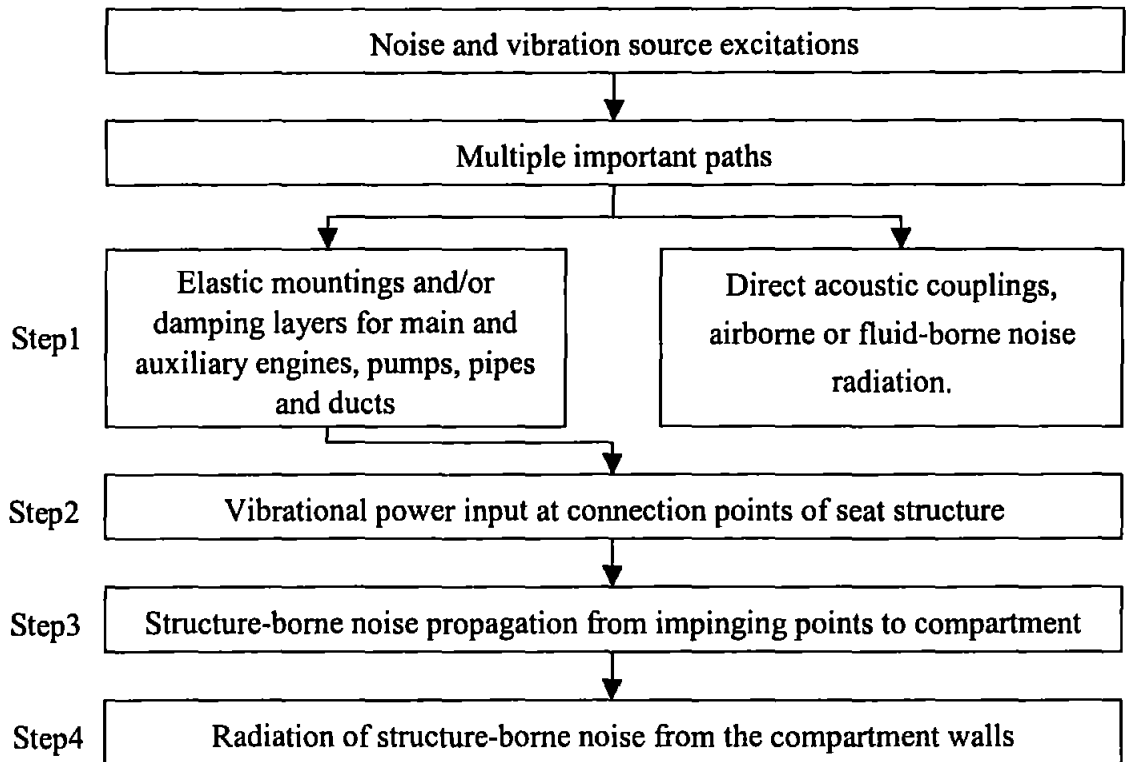 Noise and vibration source excitations
Multiple important paths
Step1
Elastic mountings and/or
damping layers for main and
auxiliary engines, pumps, pipes
and ducts
Direct acoustic couplings,
airborne or fluid-borne noise
radiation.
Step2
Vibrational power input at connection points of seat structure
Step3
Structure-borne noise propagation from impinging points to compartment
Step4
Radiation of structure-borne noise from the compartment walls